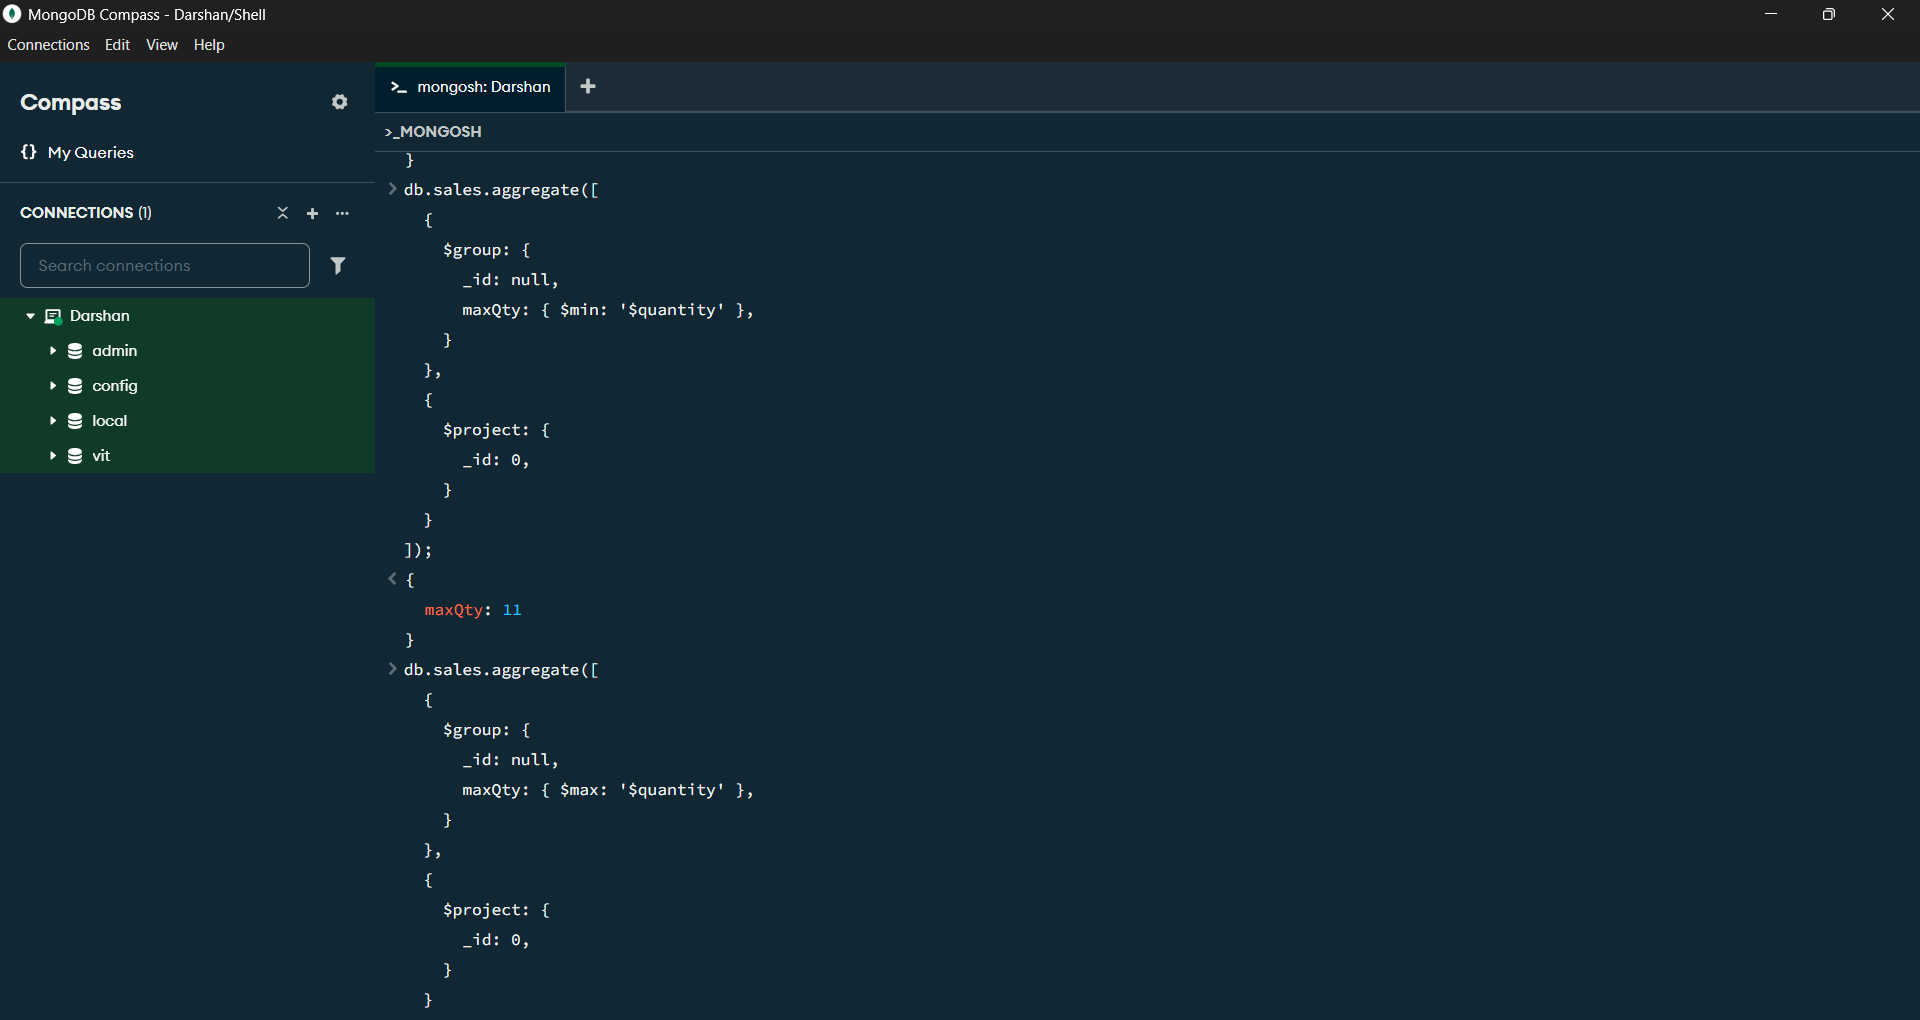 MongoDB Compass - Darshan/Shell
Connections Edit View Help
Compass
{} My Queries
CONNECTIONS (1)
Search connections
Darshan
admin
config
local
vit
>_ mongosh: Darshan
>_MONGOSH
}
> db.sales.aggregate([
{
$group: {
_id: null,
maxQty: { $min: '$quantity' },
}
},
{
$project: {
_id: 0,
}
}
]);
< {
maxQty: 11
}
> db.sales.aggregate([
{
$group: {
_id: null,
maxQty: { $max: '$quantity' },
}
},
{
$project: {
_id: 0,
}
}